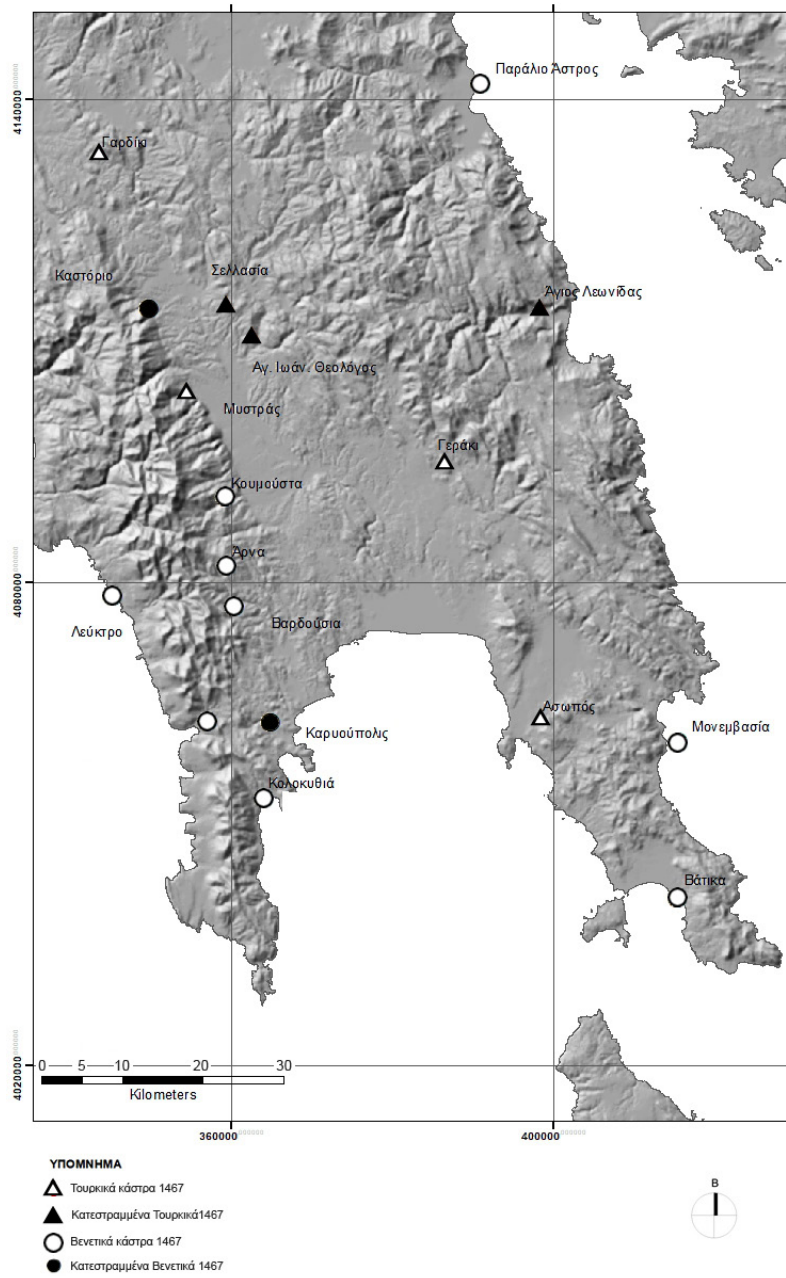 Παράλιο Άστρος
4140000
Γαρδίκι
Σελλασία
Καστόριο
Άγιος Λεωνίδας
Αγ. Ιωάν. Θεολόγος
Μυστράς
Γεράκι
Κουμούστα
Άρνα
4080000
Λεύκτρο
Βαρδούσια
Ασωπός
Μονεμβασία
Καρυούπολις
Κολοκυθιά
Βάτικα
4020000
0 5 10 20 30
Kilometers
360000 400000
ΥΠΟΜΝΗΜΑ
Τουρκικά κάστρα 1467
Κατεστραμμένα Τουρκικά1467
Βενετικά κάστρα 1467
Κατεστραμμένα Βενετικά 1467
Β